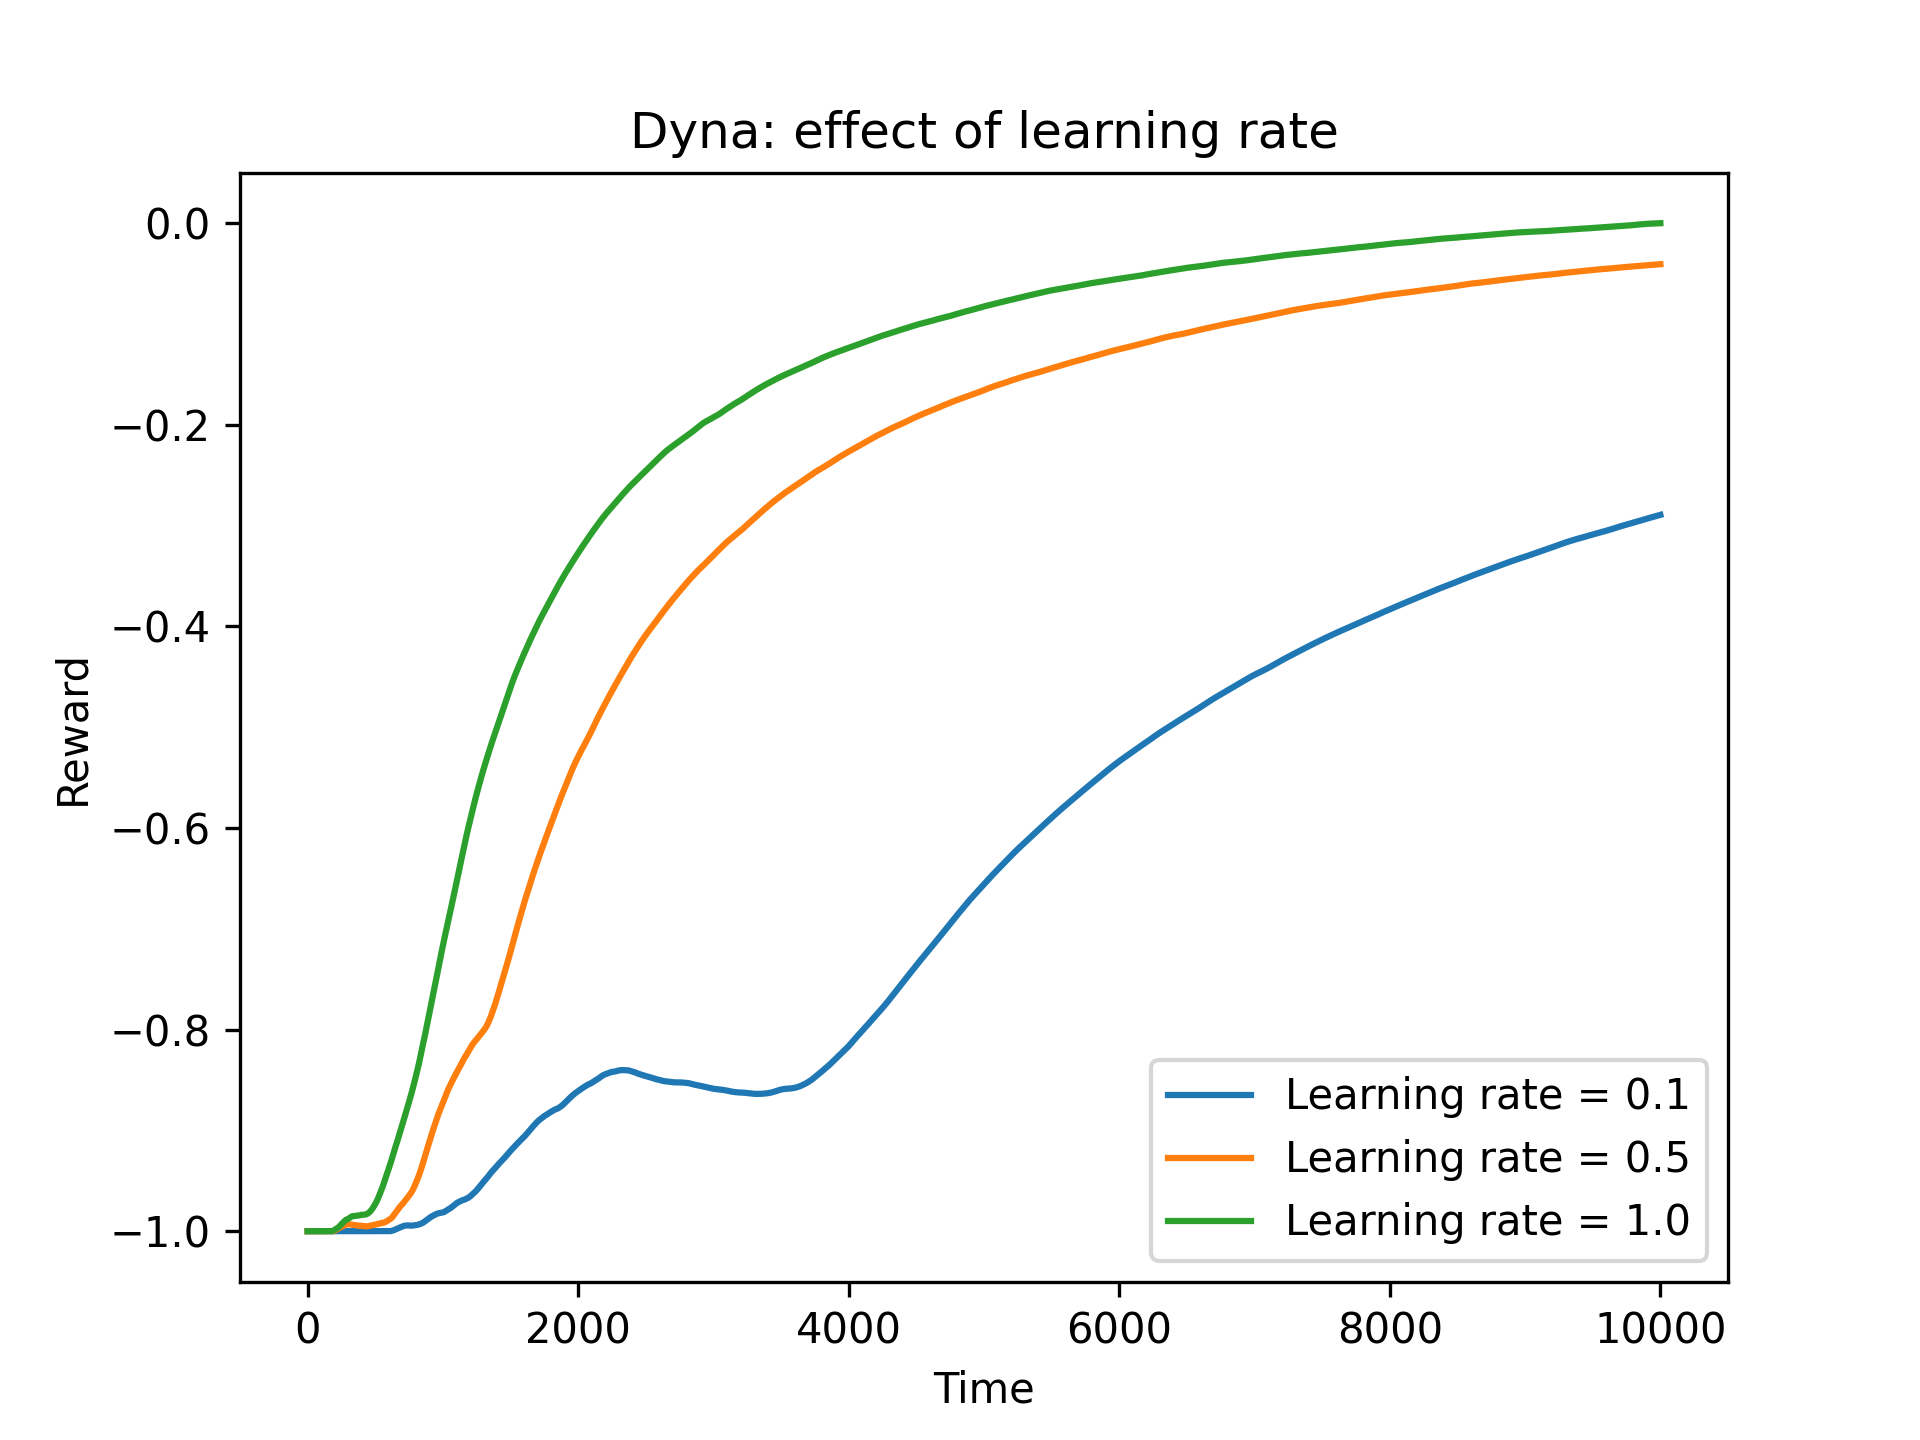 Dyna: effect of learning rate
0.0
−0.2
−0.4
−0.6
−0.8
−1.0
Reward
Learning rate = 0.1
Learning rate = 0.5
Learning rate = 1.0
0 2000 4000 6000 8000 10000
Time